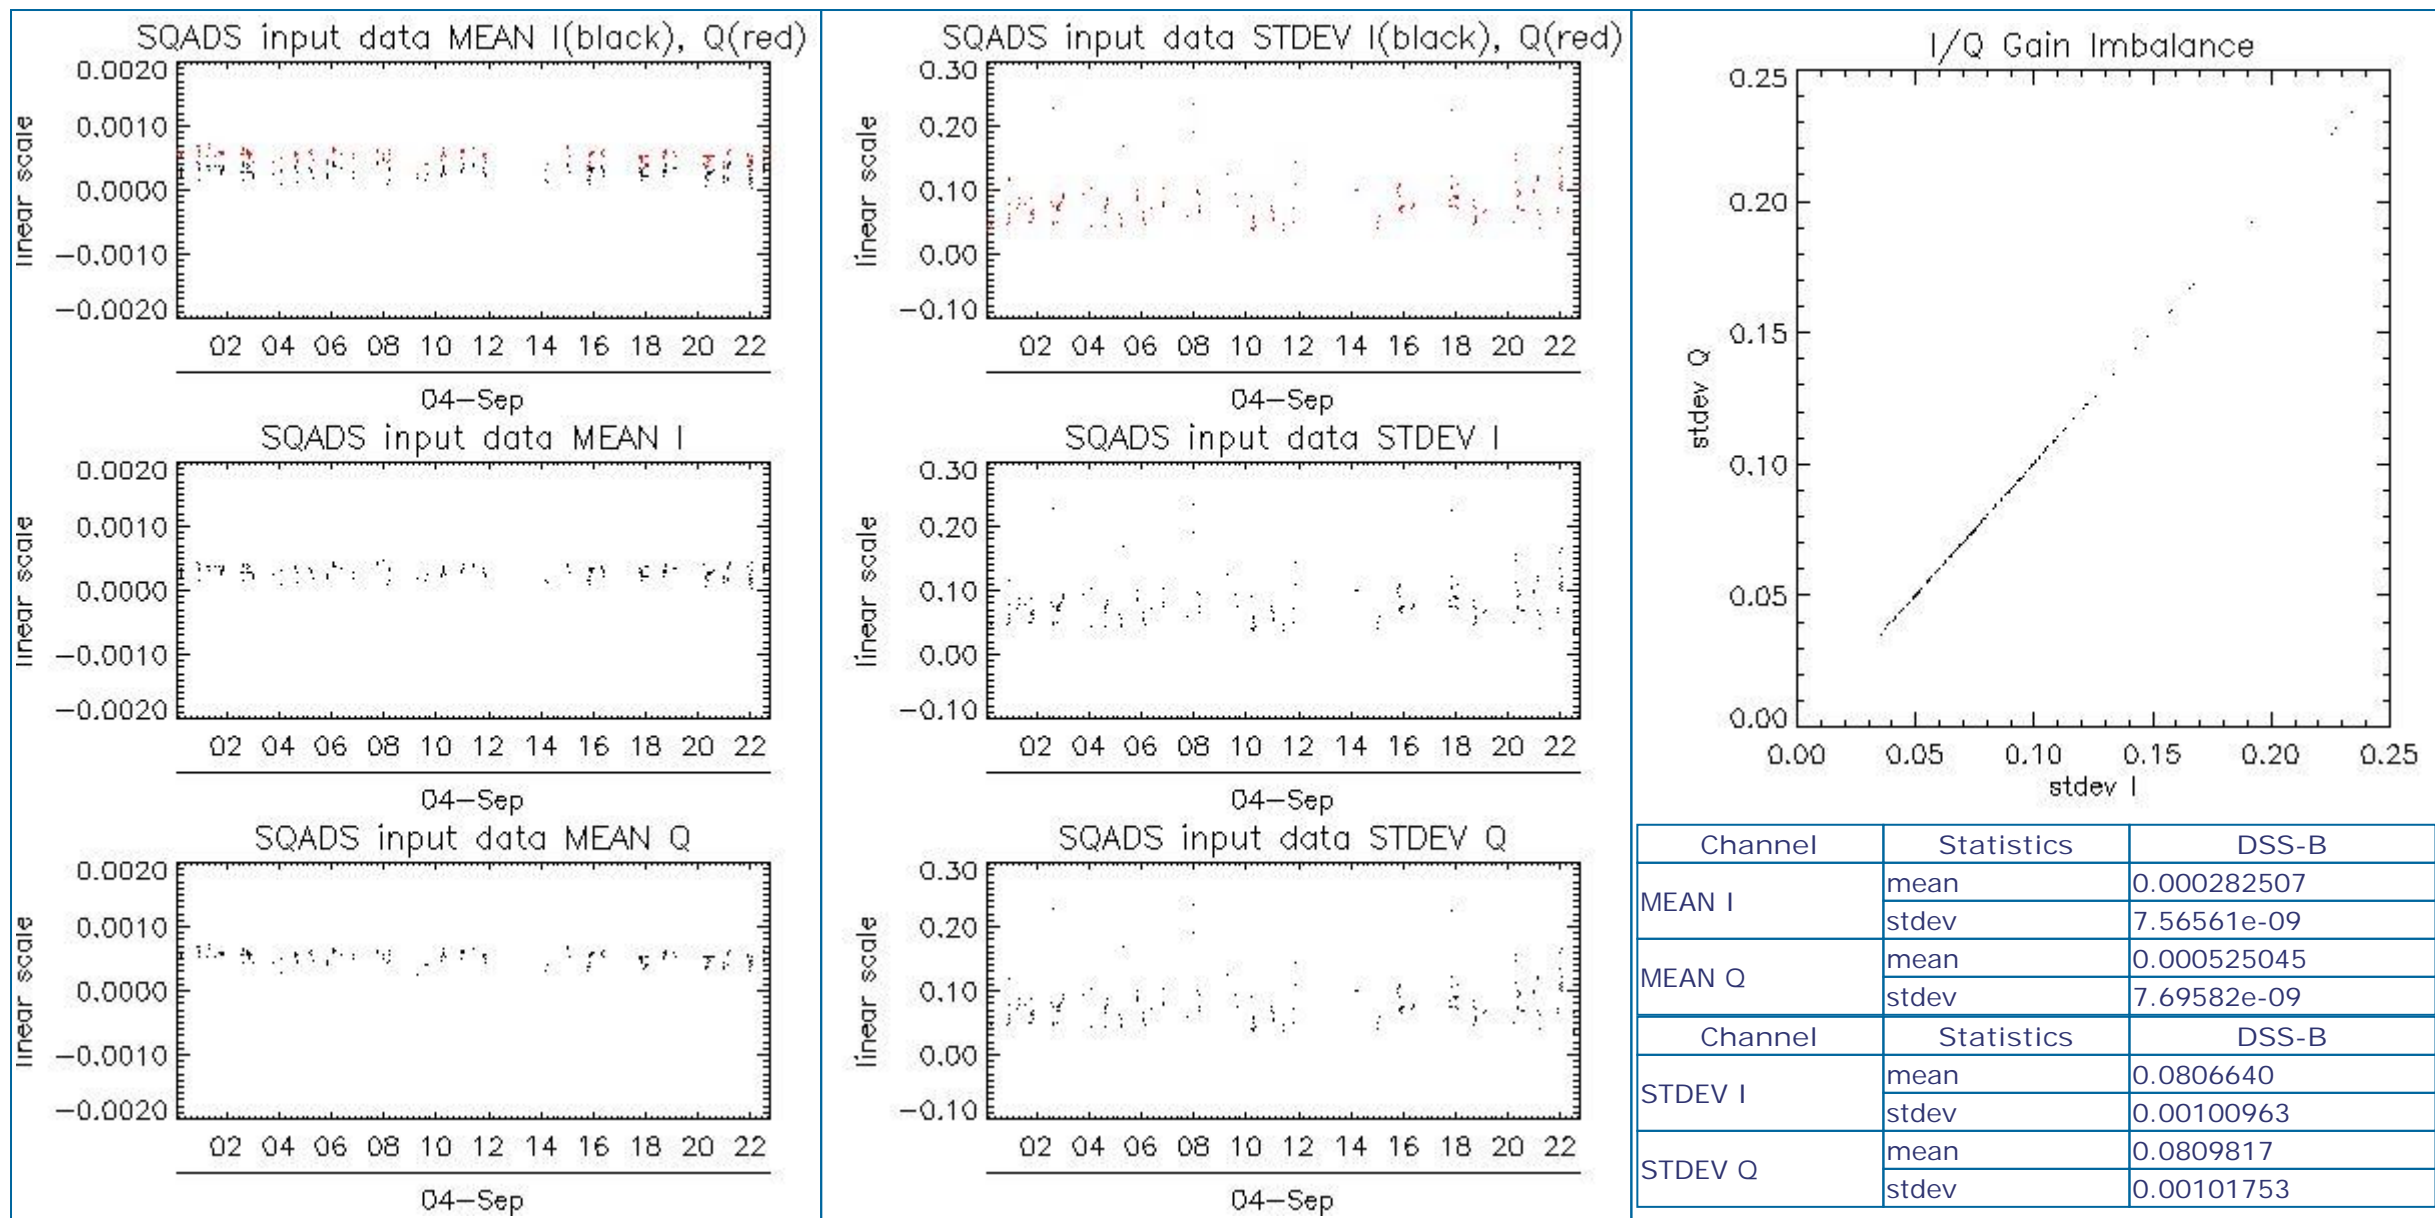 SQADS input data MEAN I(black), Q(red)
0.0020
0.0010
0.0000
−0.0010
−0.0020
linear scale
02 04 06 08 10 12 14 16 18 20 22
04−Sep
SQADS input data MEAN I
0.0020
0.0010
0.0000
−0.0010
−0.0020
linear scale
02 04 06 08 10 12 14 16 18 20 22
04−Sep
SQADS input data MEAN Q
0.0020
0.0010
0.0000
−0.0010
−0.0020
linear scale
02 04 06 08 10 12 14 16 18 20 22
04−Sep
SQADS input data STDEV I(black), Q(red)
0.30
0.20
0.10
0.00
−0.10
linear scale
02 04 06 08 10 12 14 16 18 20 22
04−Sep
SQADS input data STDEV I
0.30
0.20
0.10
0.00
−0.10
linear scale
02 04 06 08 10 12 14 16 18 20 22
04−Sep
SQADS input data STDEV Q
0.30
0.20
0.10
0.00
−0.10
linear scale
02 04 06 08 10 12 14 16 18 20 22
04−Sep
I/Q Gain Imbalance
0.25
0.20
0.15
0.10
0.05
0.00
stdev Q
0.00 0.05 0.10 0.15 0.20 0.25
stdev I
Channel Statistics DSS-B
MEAN I mean 0.000282507
stdev 7.56561e-09
MEAN Q mean 0.000525045
stdev 7.69582e-09
Channel Statistics DSS-B
STDEV I mean 0.0806640
stdev 0.00100963
STDEV Q mean 0.0809817
stdev 0.00101753